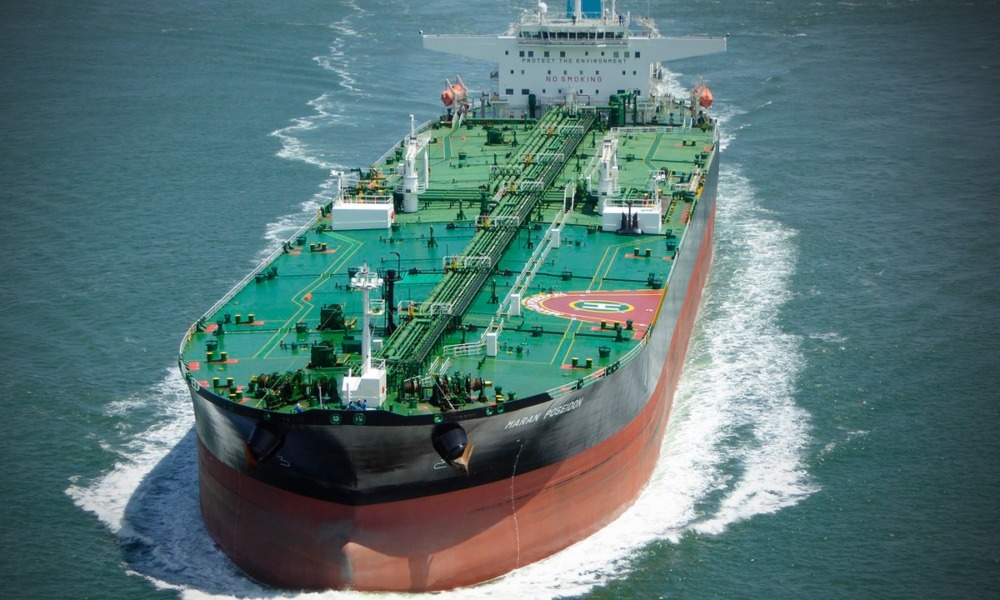 PROTECT THE ENVIRONMENT
NO SMOKING
H
MARAN POSEIDON